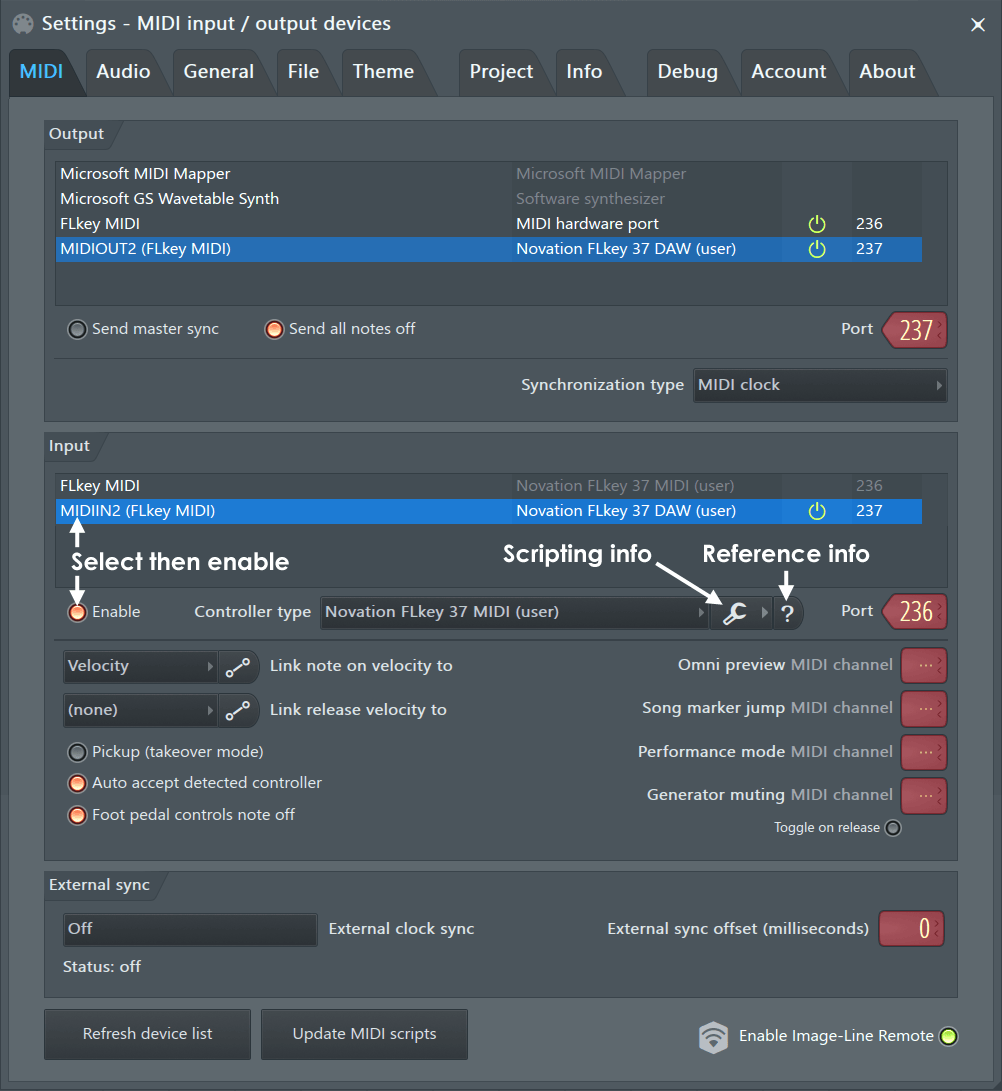 Settings - MIDI input / output devices
MIDI Audio General File Theme Project Info Debug Account About
Output
Microsoft MIDI Mapper Microsoft MIDI Mapper
Microsoft GS Wavetable Synth Software synthesizer
FLkey MIDI MIDI hardware port 236
MIDIOUT2 (FLkey MIDI) Novation FLkey 37 DAW (user) 237
Send master sync Send all notes off Port 237
Synchronization type MIDI clock
Input
FLkey MIDI Novation FLkey 37 MIDI (user) 236
MIDIIN2 (FLkey MIDI) Novation FLkey 37 DAW (user) 237
Select then enable Scripting info Reference info
Enable Controller type Novation FLkey 37 MIDI (user) ? Port 236
Velocity Link note on velocity to Omni preview MIDI channel ---
(none) Link release velocity to Song marker jump MIDI channel ---
Pickup (takeover mode) Performance mode MIDI channel ---
Auto accept detected controller Generator muting MIDI channel ---
Foot pedal controls note off Toggle on release
External sync
Off External clock sync External sync offset (milliseconds) 0
Status: off
Refresh device list Update MIDI scripts Enable Image-Line Remote